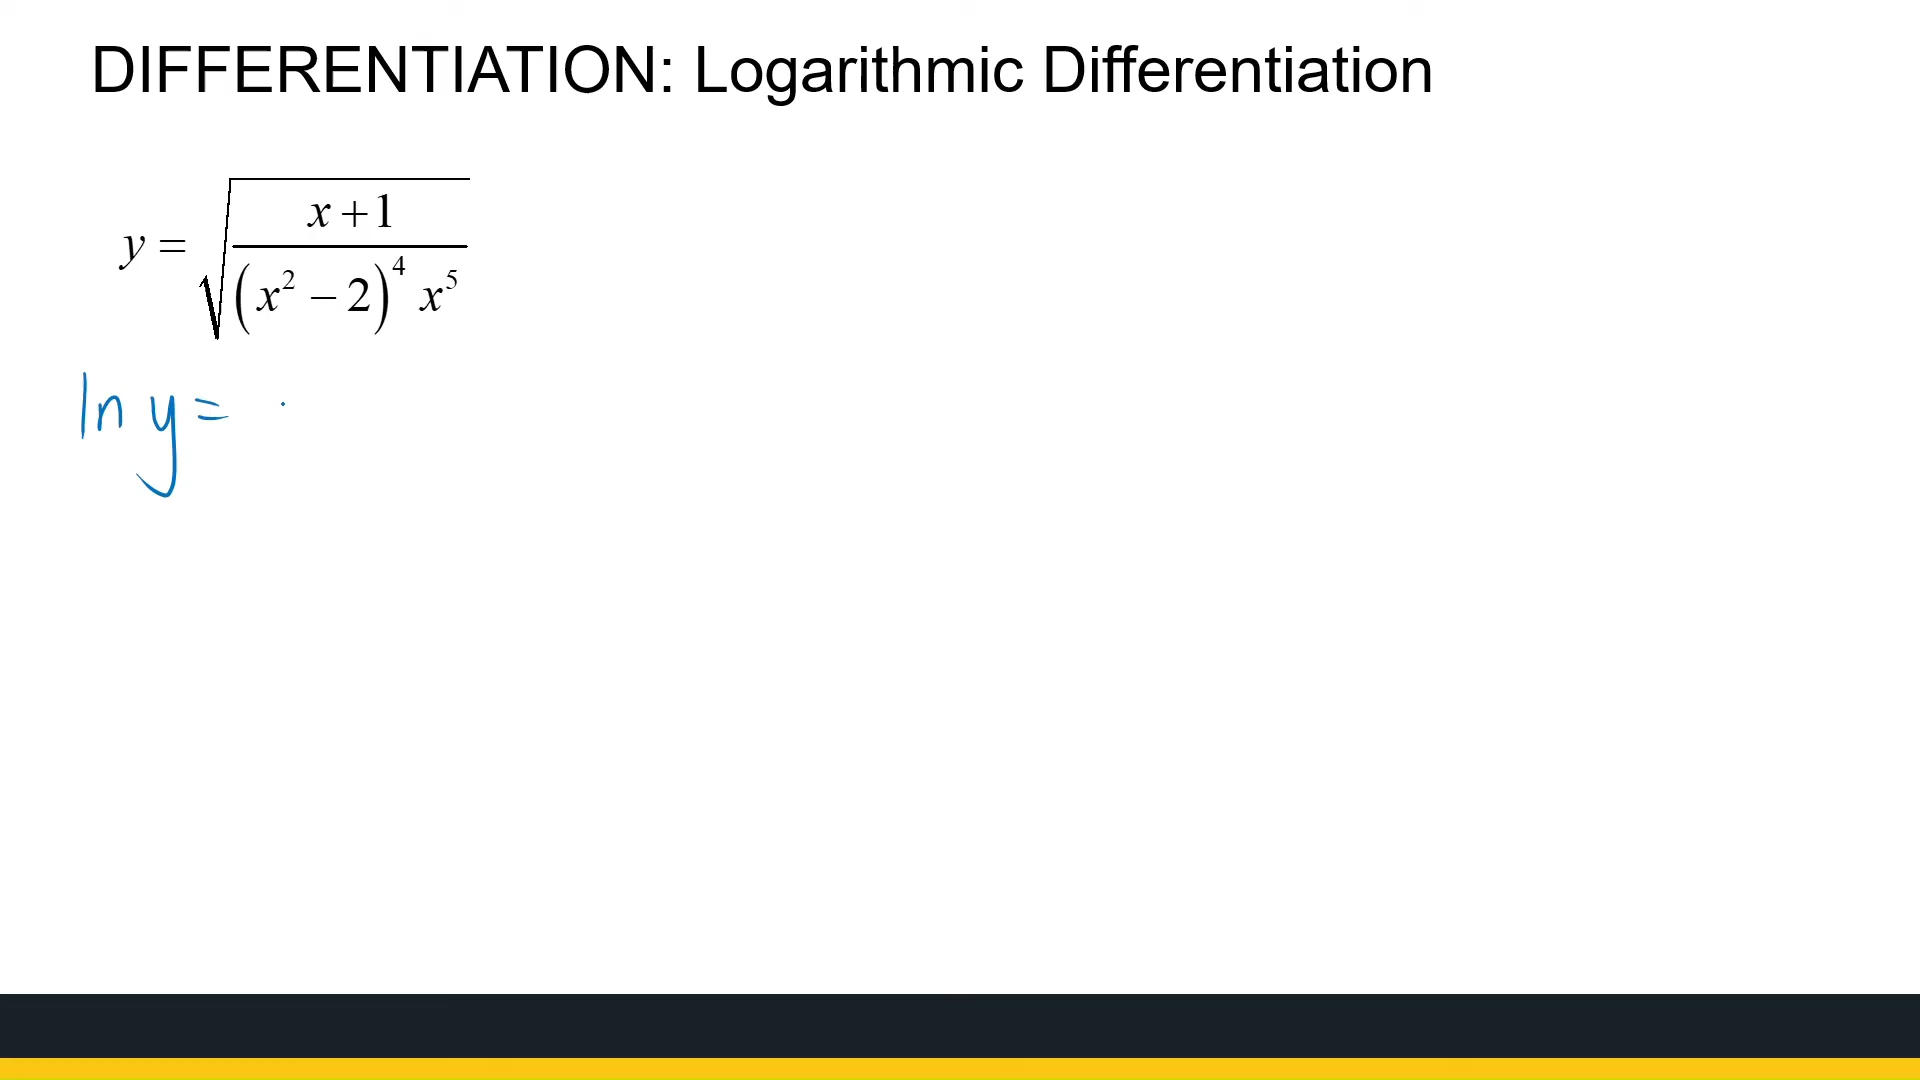 DIFFERENTIATION: Logarithmic Differentiation
y = √((x + 1) / ((x² − 2)⁴ x⁵))
ln y =